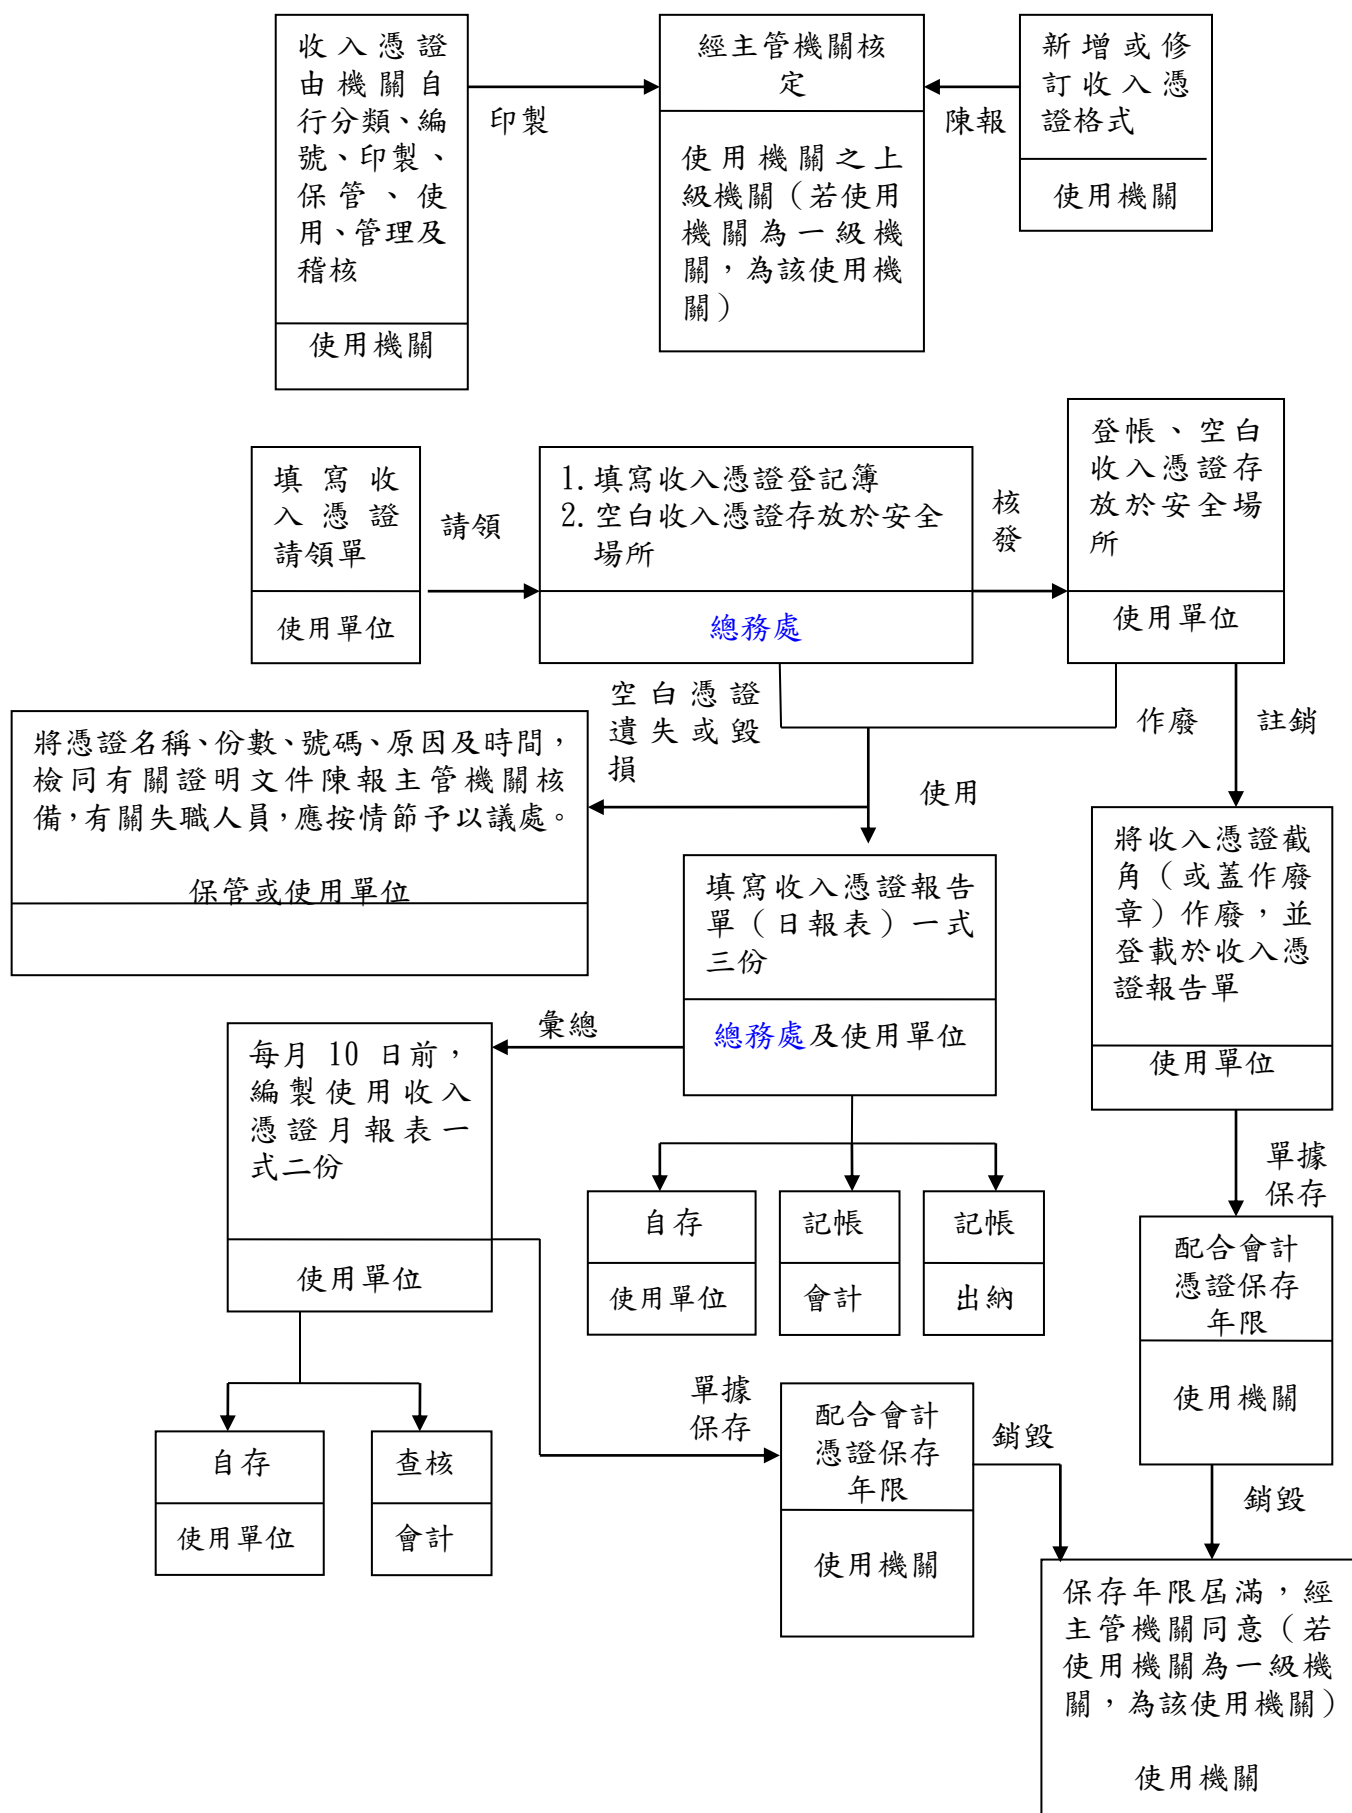 收入憑證
由機關自
行分類、編
號、印製、
保管、使
用、管理及
稽核
使用機關
印製
經主管機關核
定
使用機關之上
級機關（若使用
機關為一級機
關，為該使用機
關）
陳報
新增或修
訂收入憑
證格式
使用機關
填寫收
入憑證
請領單
使用單位
請領
1.填寫收入憑證登記簿
2.空白收入憑證存放於安全
場所
總務處
核
發
登帳、空白
收入憑證存
放於安全場
所
使用單位
空白憑證
遺失或毀
損
作廢
註銷
使用
將憑證名稱、份數、號碼、原因及時間，
檢同有關證明文件陳報主管機關核
備，有關失職人員，應按情節予以議處。
保管或使用單位
填寫收入憑證報告
單（日報表）一式
三份
總務處及使用單位
將收入憑證截
角（或蓋作廢
章）作廢，並
登載於收入憑
證報告單
使用單位
彙總
每月 10 日前，
編製使用收入
憑證月報表一
式二份
使用單位
自存
使用單位
記帳
會計
記帳
出納
單據
保存
配合會計
憑證保存
年限
使用機關
自存
使用單位
查核
會計
單據
保存
配合會計
憑證保存
年限
使用機關
銷毀
銷毀
保存年限屆滿，經
主管機關同意（若
使用機關為一級機
關，為該使用機關）
使用機關